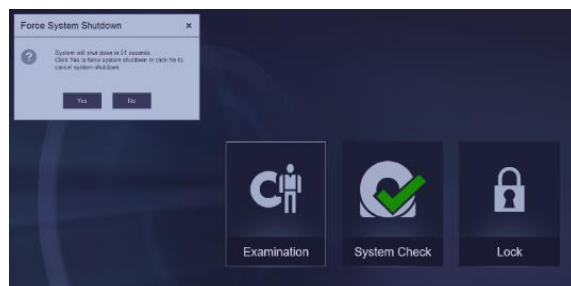 Force System Shutdown
System will shut down in 51 seconds.
Click Yes to force system shutdown or click No to
cancel system shutdown.
Yes
No
Examination
System Check
Lock